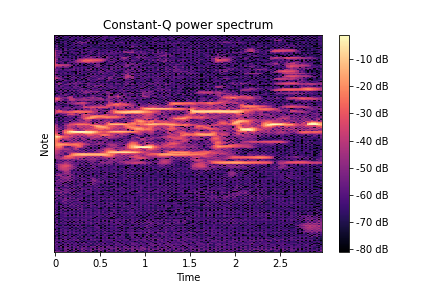 Constant-Q power spectrum
Note
-10 dB
-20 dB
-30 dB
-40 dB
-50 dB
-60 dB
-70 dB
-80 dB
0
0.5
1
1.5
2
2.5
Time